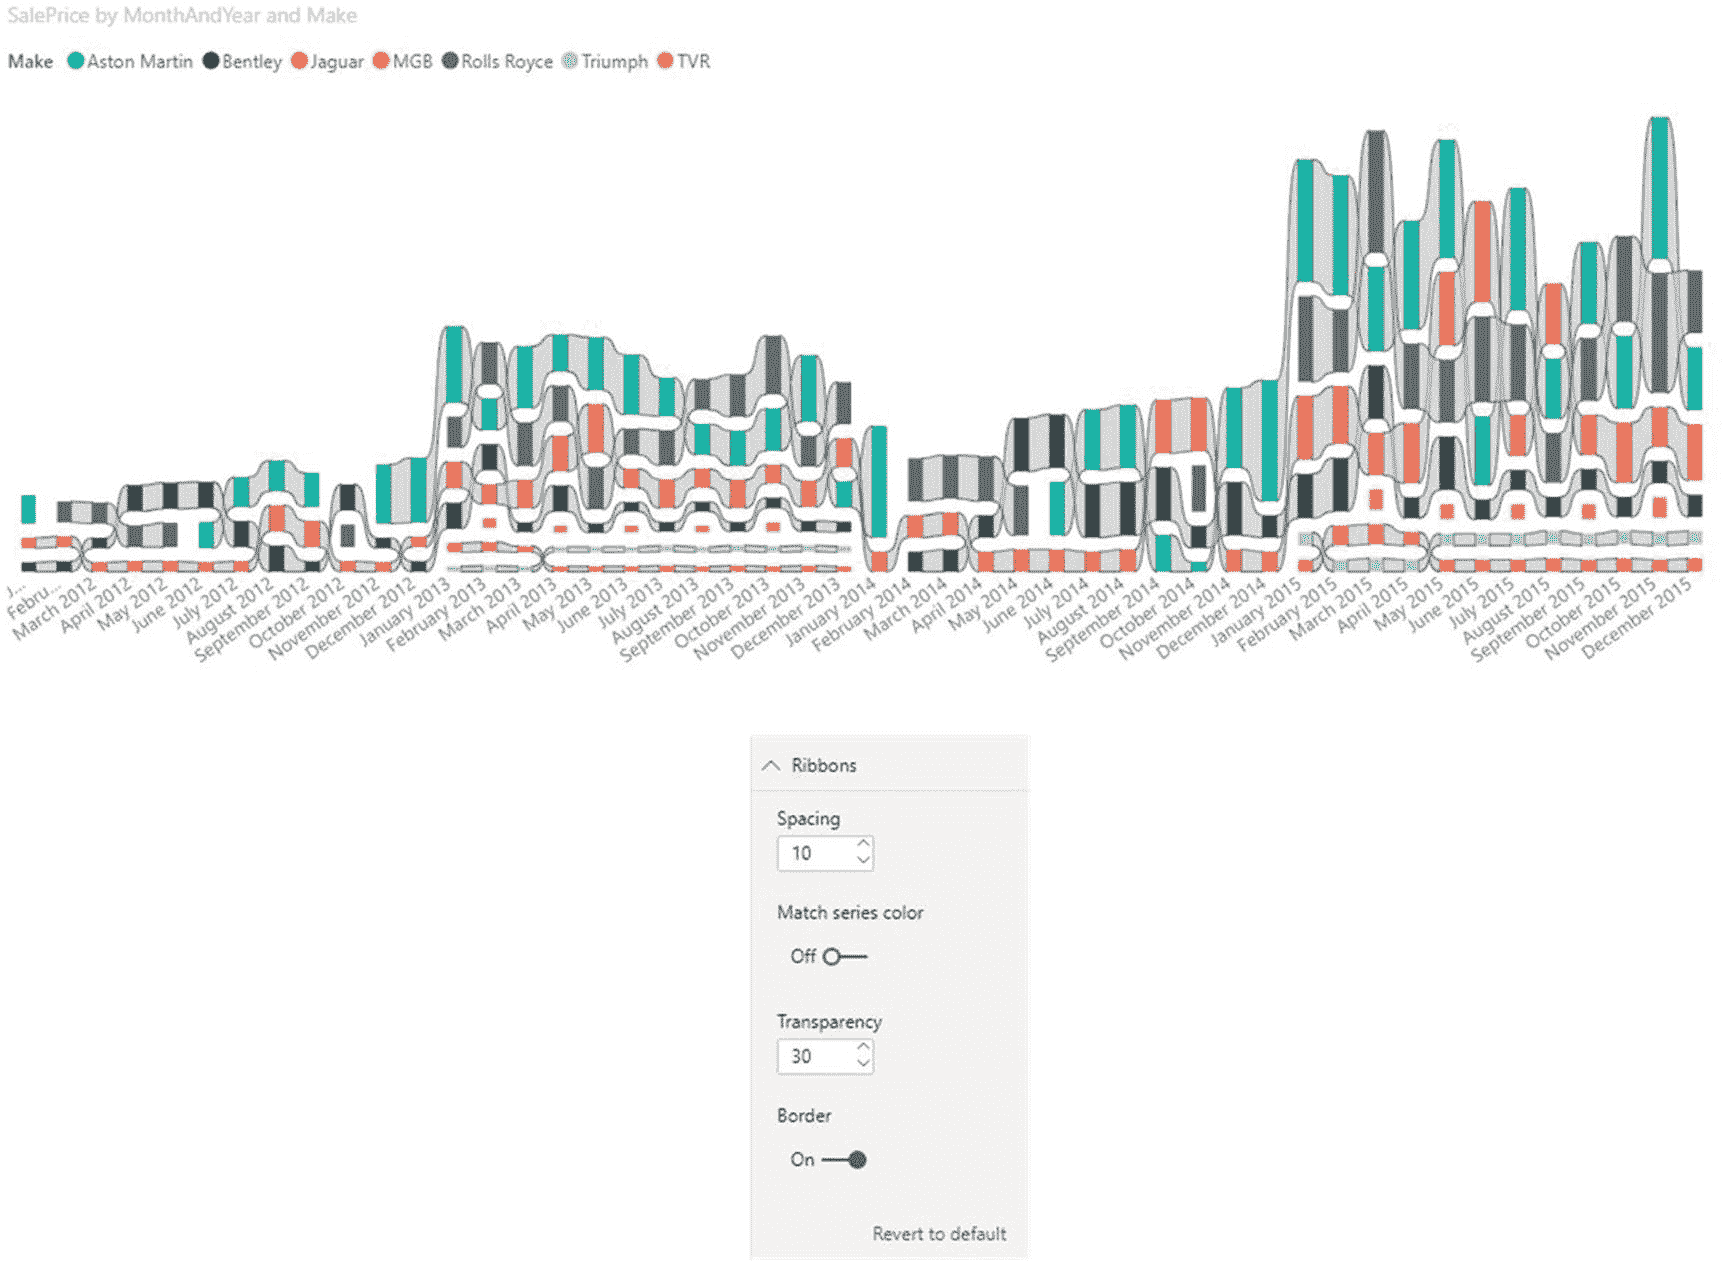 SalePrice by MonthAndYear and Make
Make Aston Martin Bentley Jaguar MGB Rolls Royce Triumph TVR
J...
Febru...
March 2012
April 2012
May 2012
June 2012
July 2012
August 2012
September 2012
October 2012
November 2012
December 2012
January 2013
February 2013
March 2013
April 2013
May 2013
June 2013
July 2013
August 2013
September 2013
October 2013
November 2013
December 2013
January 2014
February 2014
March 2014
April 2014
May 2014
June 2014
July 2014
August 2014
September 2014
October 2014
November 2014
December 2014
January 2015
February 2015
March 2015
April 2015
May 2015
June 2015
July 2015
August 2015
September 2015
October 2015
November 2015
December 2015
Ribbons
Spacing
10
Match series color
Off
Transparency
30
Border
On
Revert to default